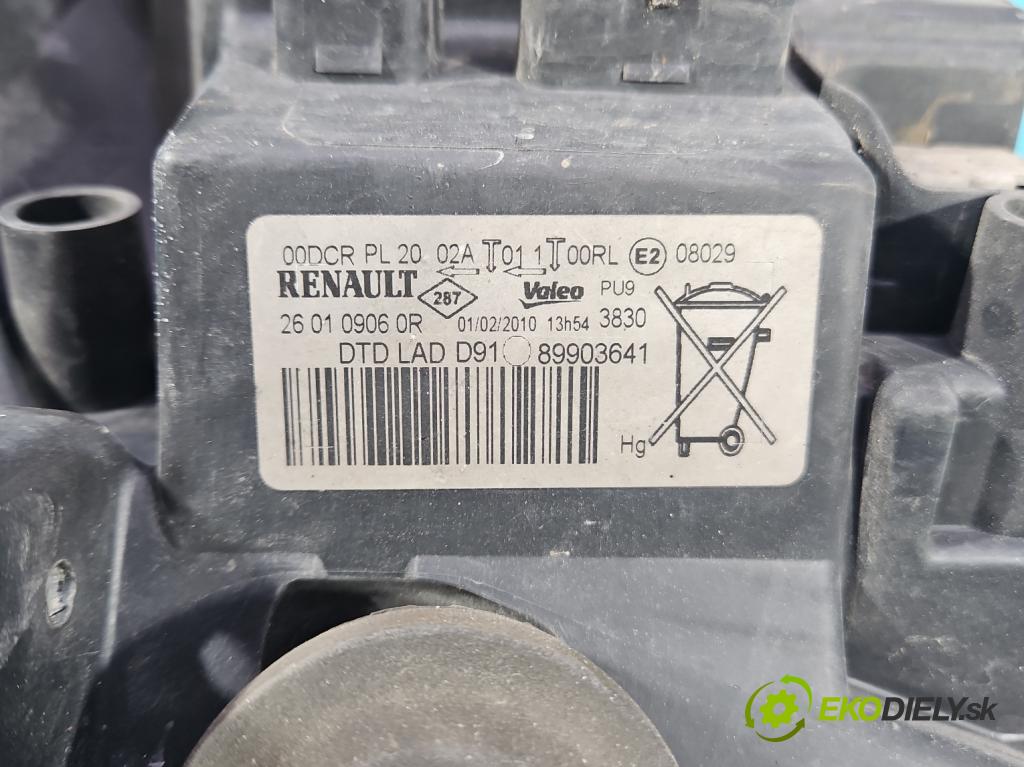 00DCR PL 20 02A 01 1 00RL E2 08029
RENAULT 287 Valeo PU9
26 01 0906 0R 01/02/2010 13h54 3830
DTD LAD D91 89903641
Hg
EKODIELY.sk